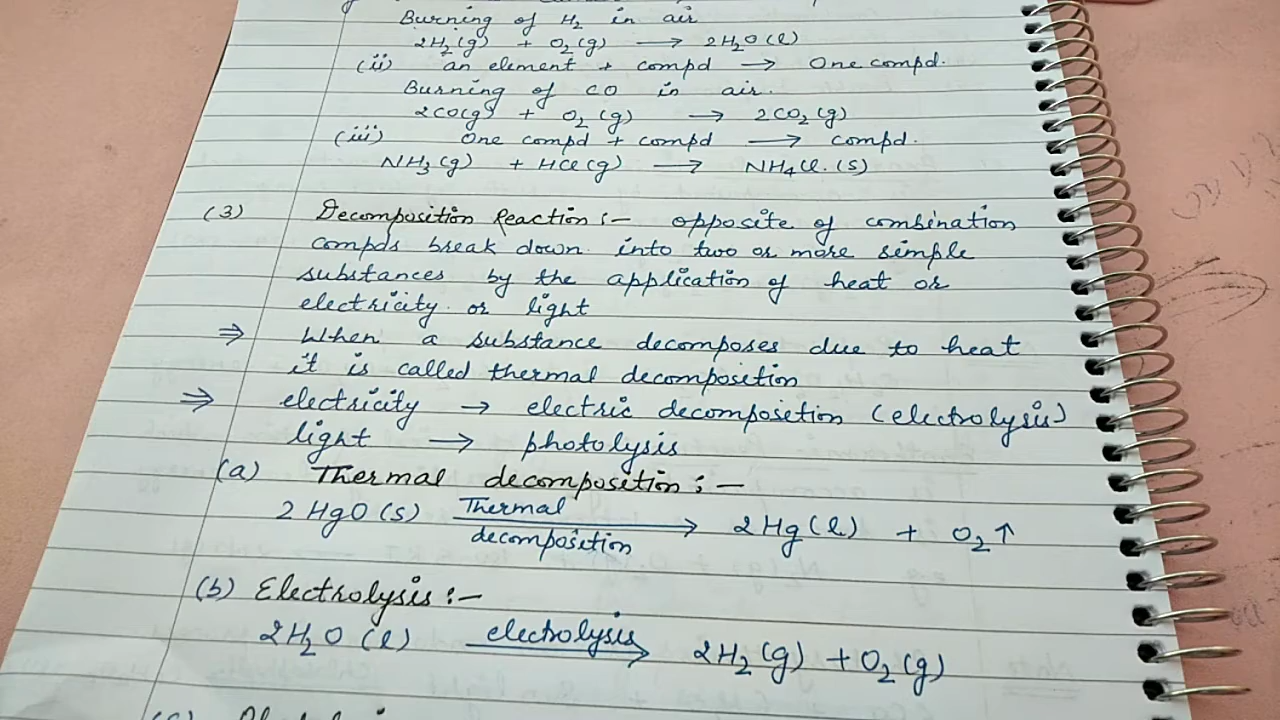 Burning of H₂ in air
2H₂(g) + O₂(g) → 2H₂O(l)
(ii) an element + compd → One compd.
Burning of CO in air.
2CO(g) + O₂(g) → 2CO₂(g)
(iii) One compd + compd → compd.
NH₃(g) + HCl(g) → NH₄Cl.(s)
(3) Decomposition Reaction :- opposite of combination
compds break down into two or more simple
substances by the application of heat or
electricity or light
⇒ When a substance decomposes due to heat
it is called thermal decomposition
⇒ electricity → electric decomposition (electrolysis)
light → photolysis
(a) Thermal decomposition :-
2HgO(s) Thermal decomposition → 2Hg(l) + O₂↑
(b) Electrolysis :-
2H₂O(l) electrolysis → 2H₂(g) + O₂(g)